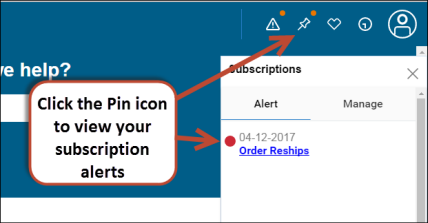 ve help?
Subscriptions
Alert
Manage
Click the Pin icon
to view your
subscription
alerts
04-12-2017
Order Reships